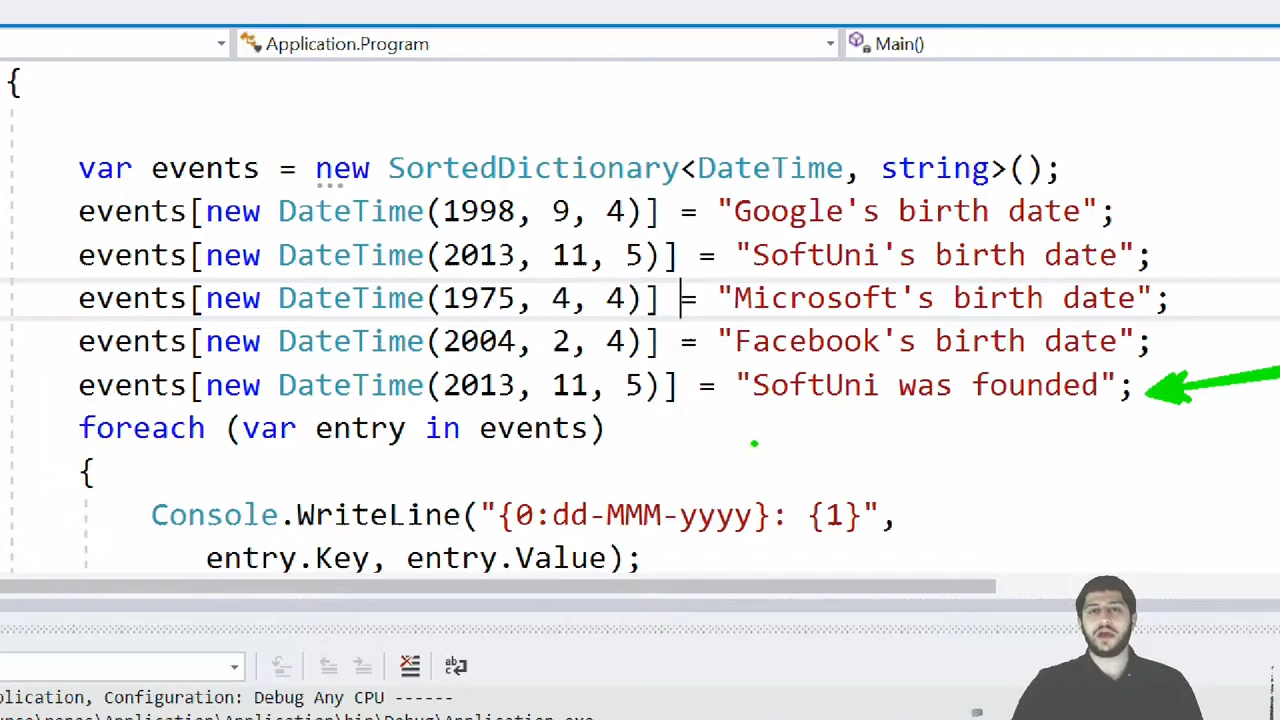 Application.Program
Main()
{
var events = new SortedDictionary<DateTime, string>();
events[new DateTime(1998, 9, 4)] = "Google's birth date";
events[new DateTime(2013, 11, 5)] = "SoftUni's birth date";
events[new DateTime(1975, 4, 4)] = "Microsoft's birth date";
events[new DateTime(2004, 2, 4)] = "Facebook's birth date";
events[new DateTime(2013, 11, 5)] = "SoftUni was founded";
foreach (var entry in events)
{
Console.WriteLine("{0:dd-MMM-yyyy}: {1}",
entry.Key, entry.Value);
plication, Configuration: Debug Any CPU ------